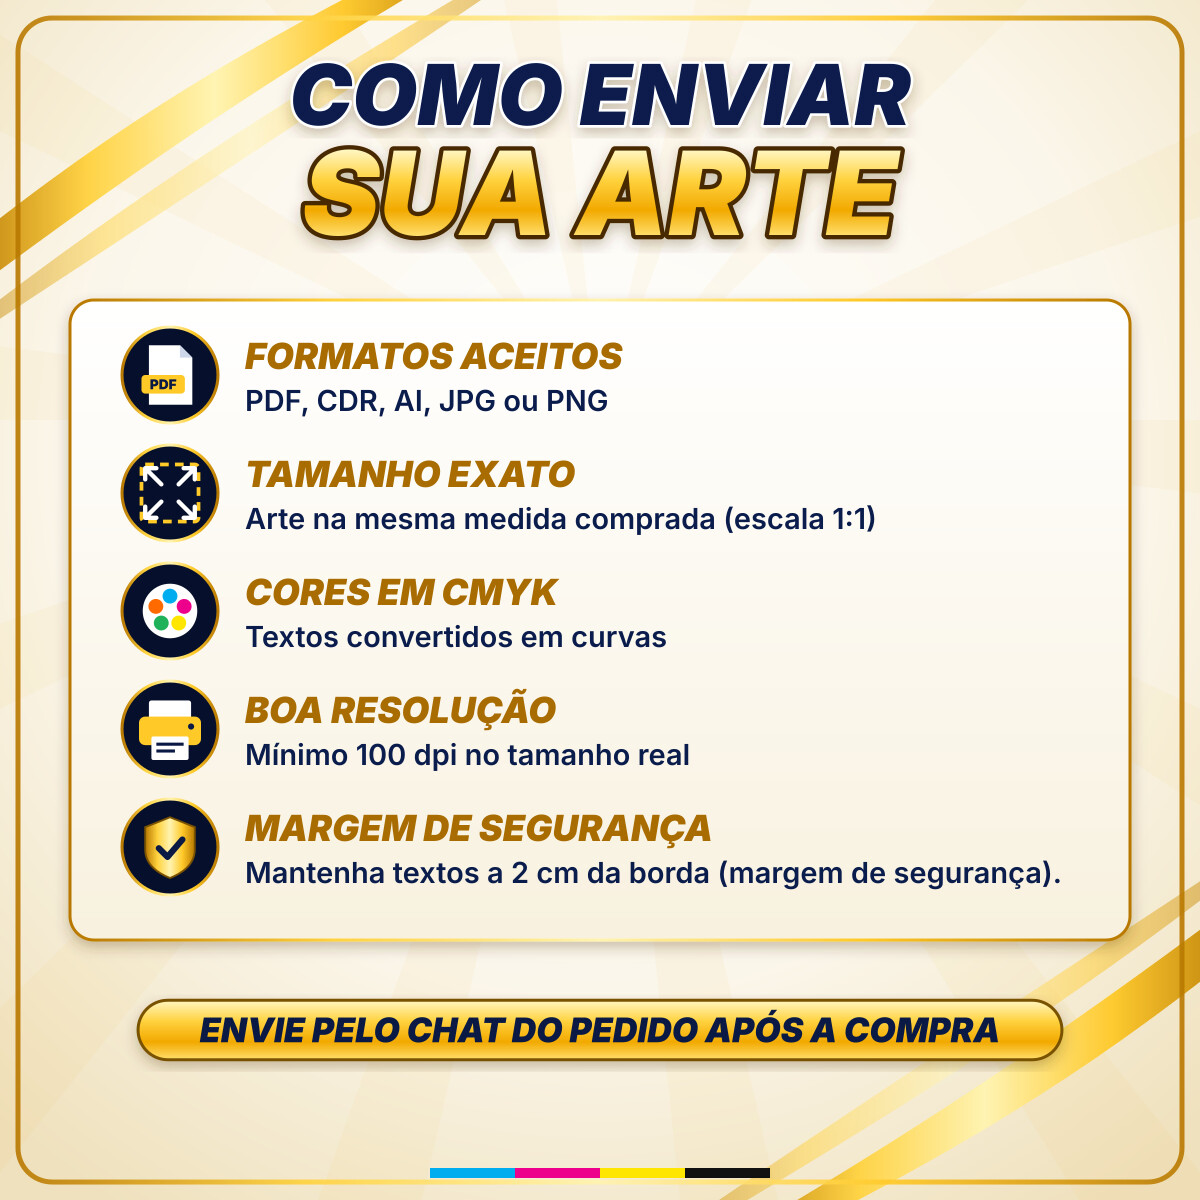 COMO ENVIAR
SUA ARTE
PDF
FORMATOS ACEITOS
PDF, CDR, AI, JPG ou PNG
TAMANHO EXATO
Arte na mesma medida comprada (escala 1:1)
CORES EM CMYK
Textos convertidos em curvas
BOA RESOLUÇÃO
Mínimo 100 dpi no tamanho real
MARGEM DE SEGURANÇA
Mantenha textos a 2 cm da borda (margem de segurança).
ENVIE PELO CHAT DO PEDIDO APÓS A COMPRA